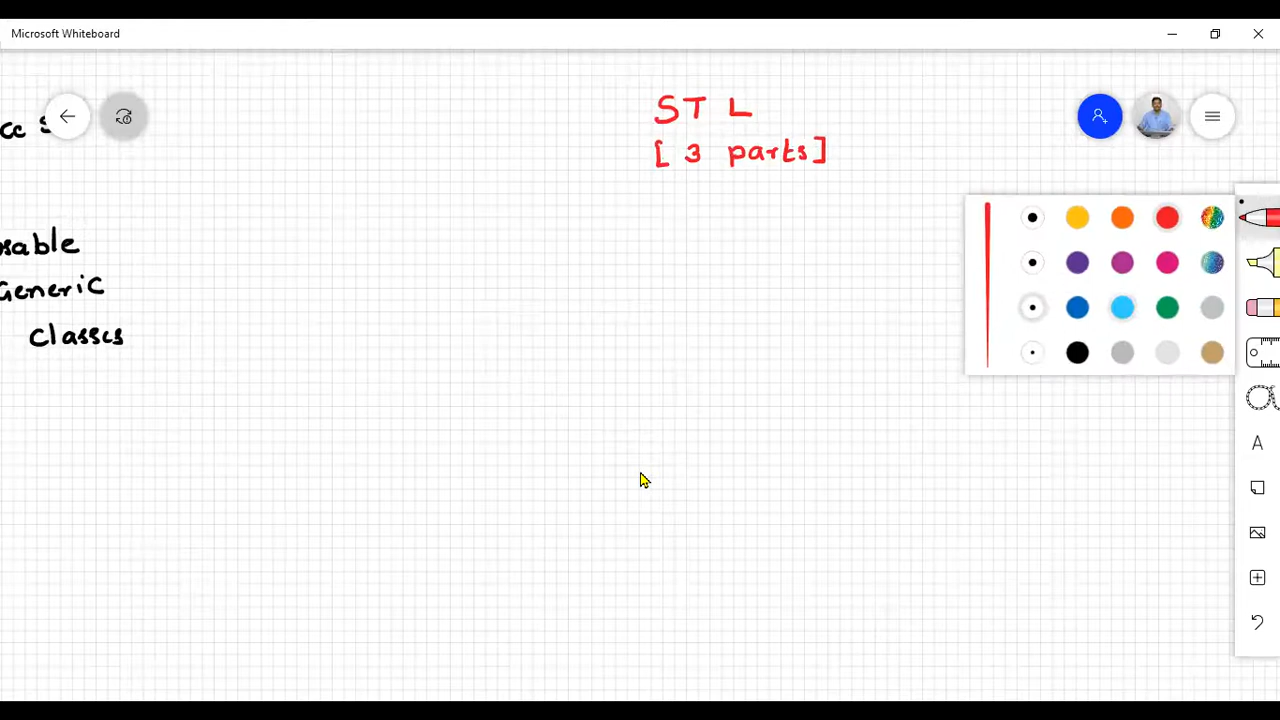 Microsoft Whiteboard
ST L
[ 3 parts]
Generic
classes
A